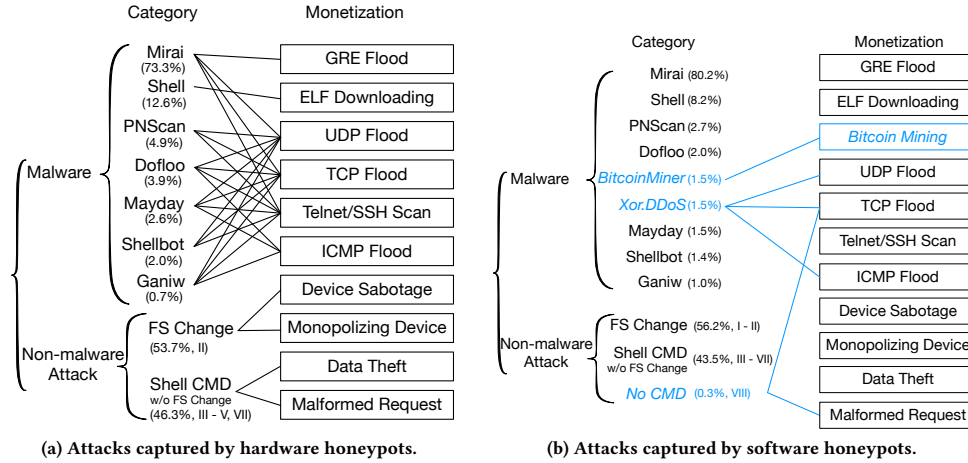 Category
Monetization
Malware
Non-malware
Attack
Mirai
(73.3%)
Shell
(12.6%)
PNScan
(4.9%)
Dofloo
(3.9%)
Mayday
(2.6%)
Shellbot
(2.0%)
Ganiw
(0.7%)
FS Change
(53.7%, II)
Shell CMD
w/o FS Change
(46.3%, III - V, VII)
GRE Flood
ELF Downloading
UDP Flood
TCP Flood
Telnet/SSH Scan
ICMP Flood
Device Sabotage
Monopolizing Device
Data Theft
Malformed Request
(a) Attacks captured by hardware honeypots.
Category
Monetization
Malware
Non-malware
Attack
Mirai (80.2%)
Shell (8.2%)
PNScan (2.7%)
Dofloo (2.0%)
BitcoinMiner (1.5%)
Xor.DDoS (1.5%)
Mayday (1.5%)
Shellbot (1.4%)
Ganiw (1.0%)
FS Change (56.2%, I - II)
Shell CMD (43.5%, III - VII)
w/o FS Change
No CMD (0.3%, VIII)
GRE Flood
ELF Downloading
Bitcoin Mining
UDP Flood
TCP Flood
Telnet/SSH Scan
ICMP Flood
Device Sabotage
Monopolizing Device
Data Theft
Malformed Request
(b) Attacks captured by software honeypots.